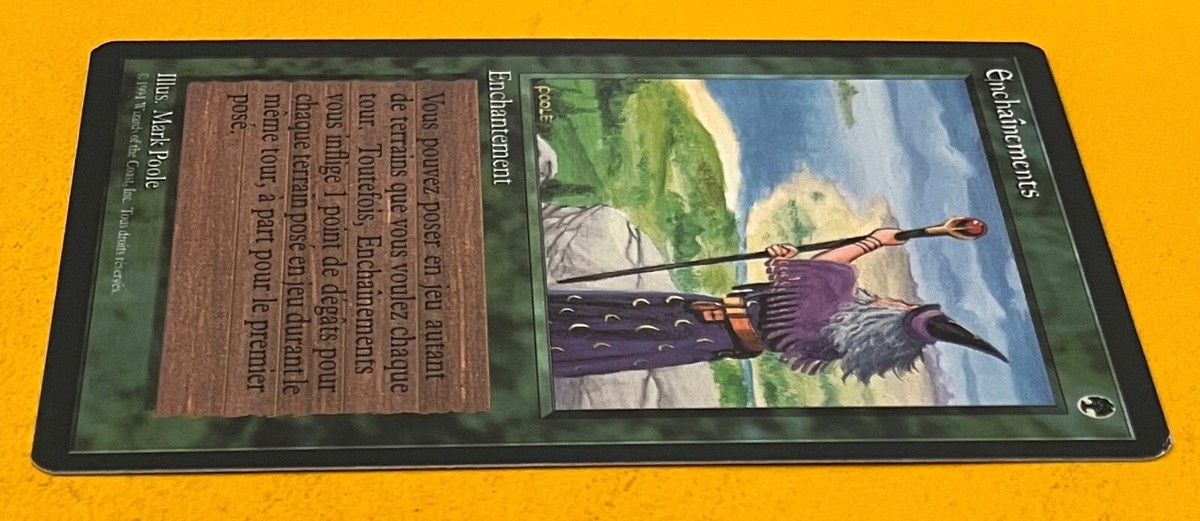 Enchaînements
POOLE
Enchantement
Vous pouvez poser en jeu autant
de terrains que vous voulez chaque
tour. Toutefois, Enchaînements
vous inflige 1 point de dégâts pour
chaque terrain posé en jeu durant le
même tour, à part pour le premier
posé.
Illus. Mark Poole
©1994 Wizards of the Coast, Inc. Tous droits réservés.